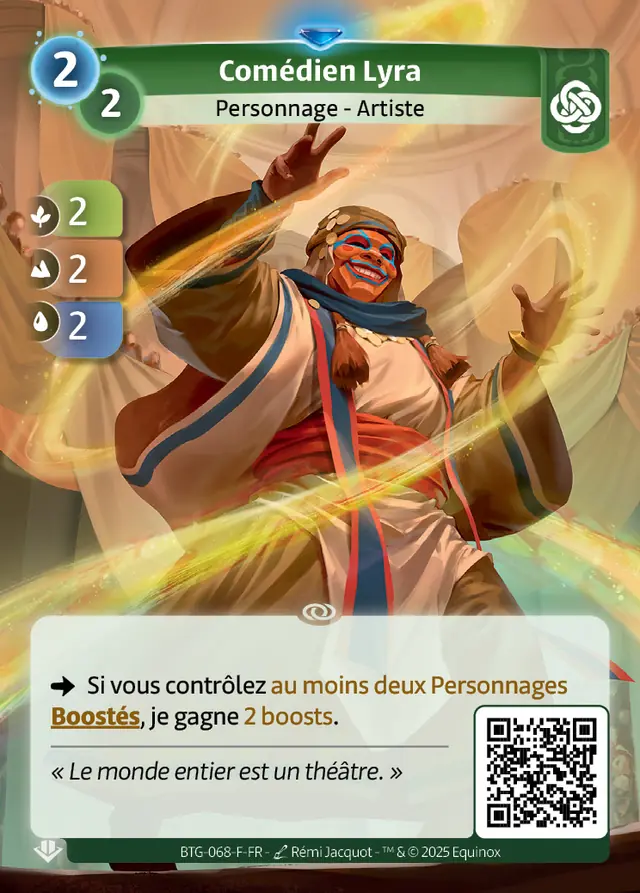 2
Comédien Lyra
2
Personnage - Artiste
2
2
2
Si vous contrôlez au moins deux Personnages
Boostés, je gagne 2 boosts.
« Le monde entier est un théâtre. »
BTG-068-F-FR - Rémi Jacquot - ™ & © 2025 Equinox